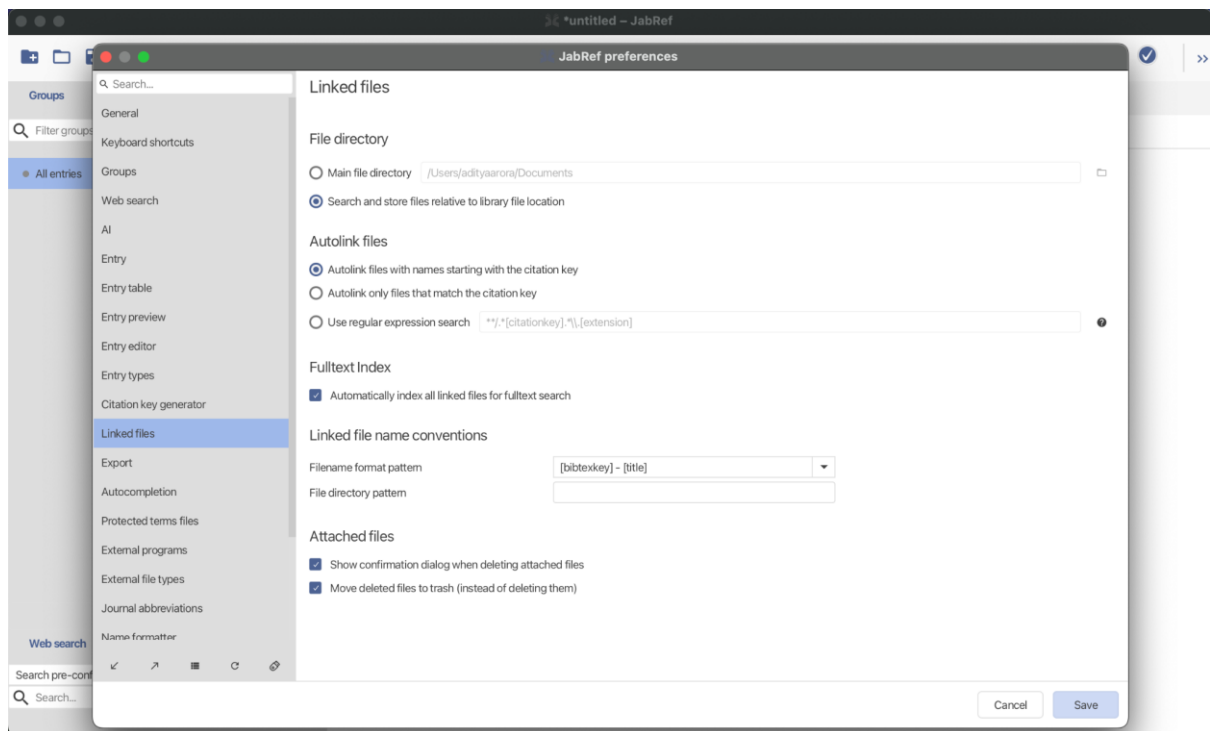 *untitled – JabRef
JabRef preferences
Groups
Filter groups
All entries
Web search
Search pre-conf
Search...
Search...
General
Keyboard shortcuts
Groups
Web search
AI
Entry
Entry table
Entry preview
Entry editor
Entry types
Citation key generator
Linked files
Export
Autocompletion
Protected terms files
External programs
External file types
Journal abbreviations
Name formatter
Linked files
File directory
Main file directory /Users/adityaarora/Documents
Search and store files relative to library file location
Autolink files
Autolink files with names starting with the citation key
Autolink only files that match the citation key
Use regular expression search **/.*[citationkey].*\\.[extension]
Fulltext Index
Automatically index all linked files for fulltext search
Linked file name conventions
Filename format pattern [bibtexkey] - [title]
File directory pattern
Attached files
Show confirmation dialog when deleting attached files
Move deleted files to trash (instead of deleting them)
Cancel Save